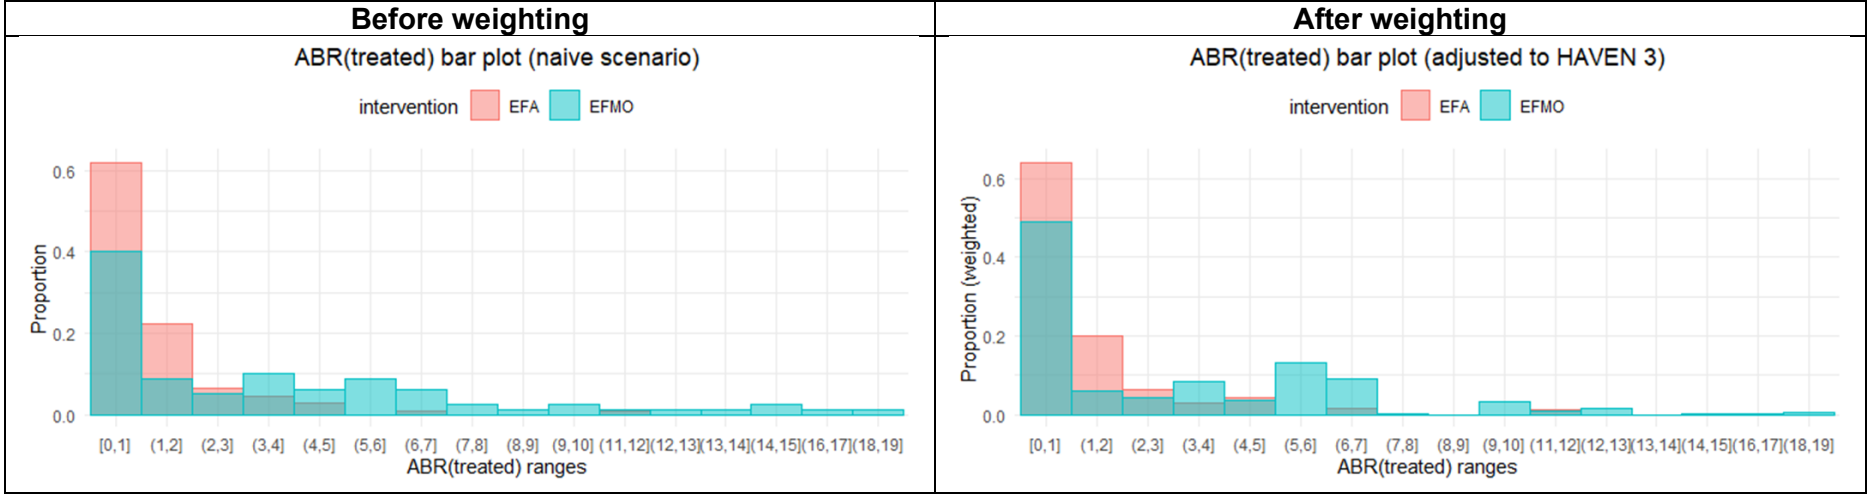 Before weighting
ABR(treated) bar plot (naive scenario)
intervention EFA EFMO
Proportion
0.6
0.4
0.2
0.0
[0,1] (1,2] (2,3] (3,4] (4,5] (5,6] (6,7] (7,8] (8,9] (9,10] (11,12] (12,13] (13,14] (14,15] (16,17] (18,19]
ABR(treated) ranges
After weighting
ABR(treated) bar plot (adjusted to HAVEN 3)
intervention EFA EFMO
Proportion (weighted)
0.6
0.4
0.2
0.0
[0,1] (1,2] (2,3] (3,4] (4,5] (5,6] (6,7] (7,8] (8,9] (9,10] (11,12] (12,13] (13,14] (14,15] (16,17] (18,19]
ABR(treated) ranges